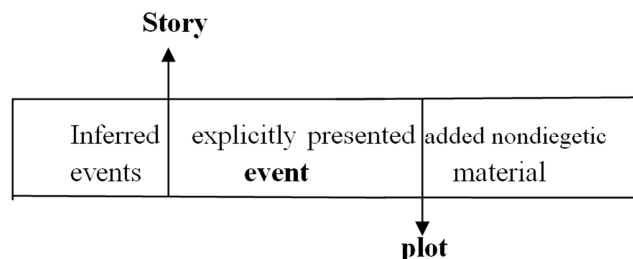 Story
Inferred explicitly presented added nondiegetic
events event material
plot